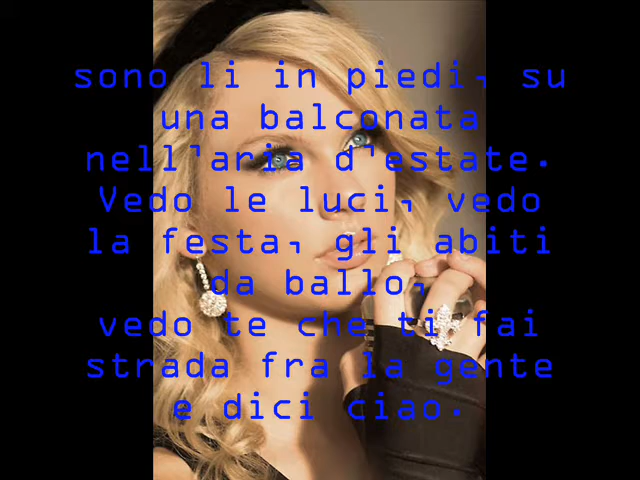 sono li in piedi, su
una balconata
nell'aria d'estate.
Vedo le luci, vedo
la festa, gli abiti
da ballo,
vedo te che ti fai
strada fra la gente
e dici ciao.